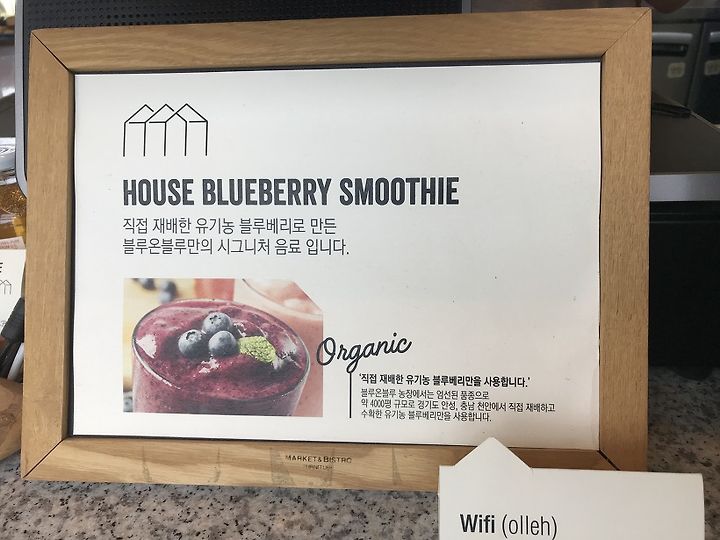 HOUSE BLUEBERRY SMOOTHIE
직접 재배한 유기농 블루베리로 만든
블루온블루만의 시그니처 음료 입니다.
Organic
'직접 재배한 유기농 블루베리만을 사용합니다.'
블루온블루 농장에서는 엄선된 품종으로
약 4000평 규모로 경기도 안성, 충남 천안에서 직접 재배하고
수확한 유기농 블루베리만을 사용합니다.
MARKET&BISTRO
FURNITURE
Wifi (olleh)